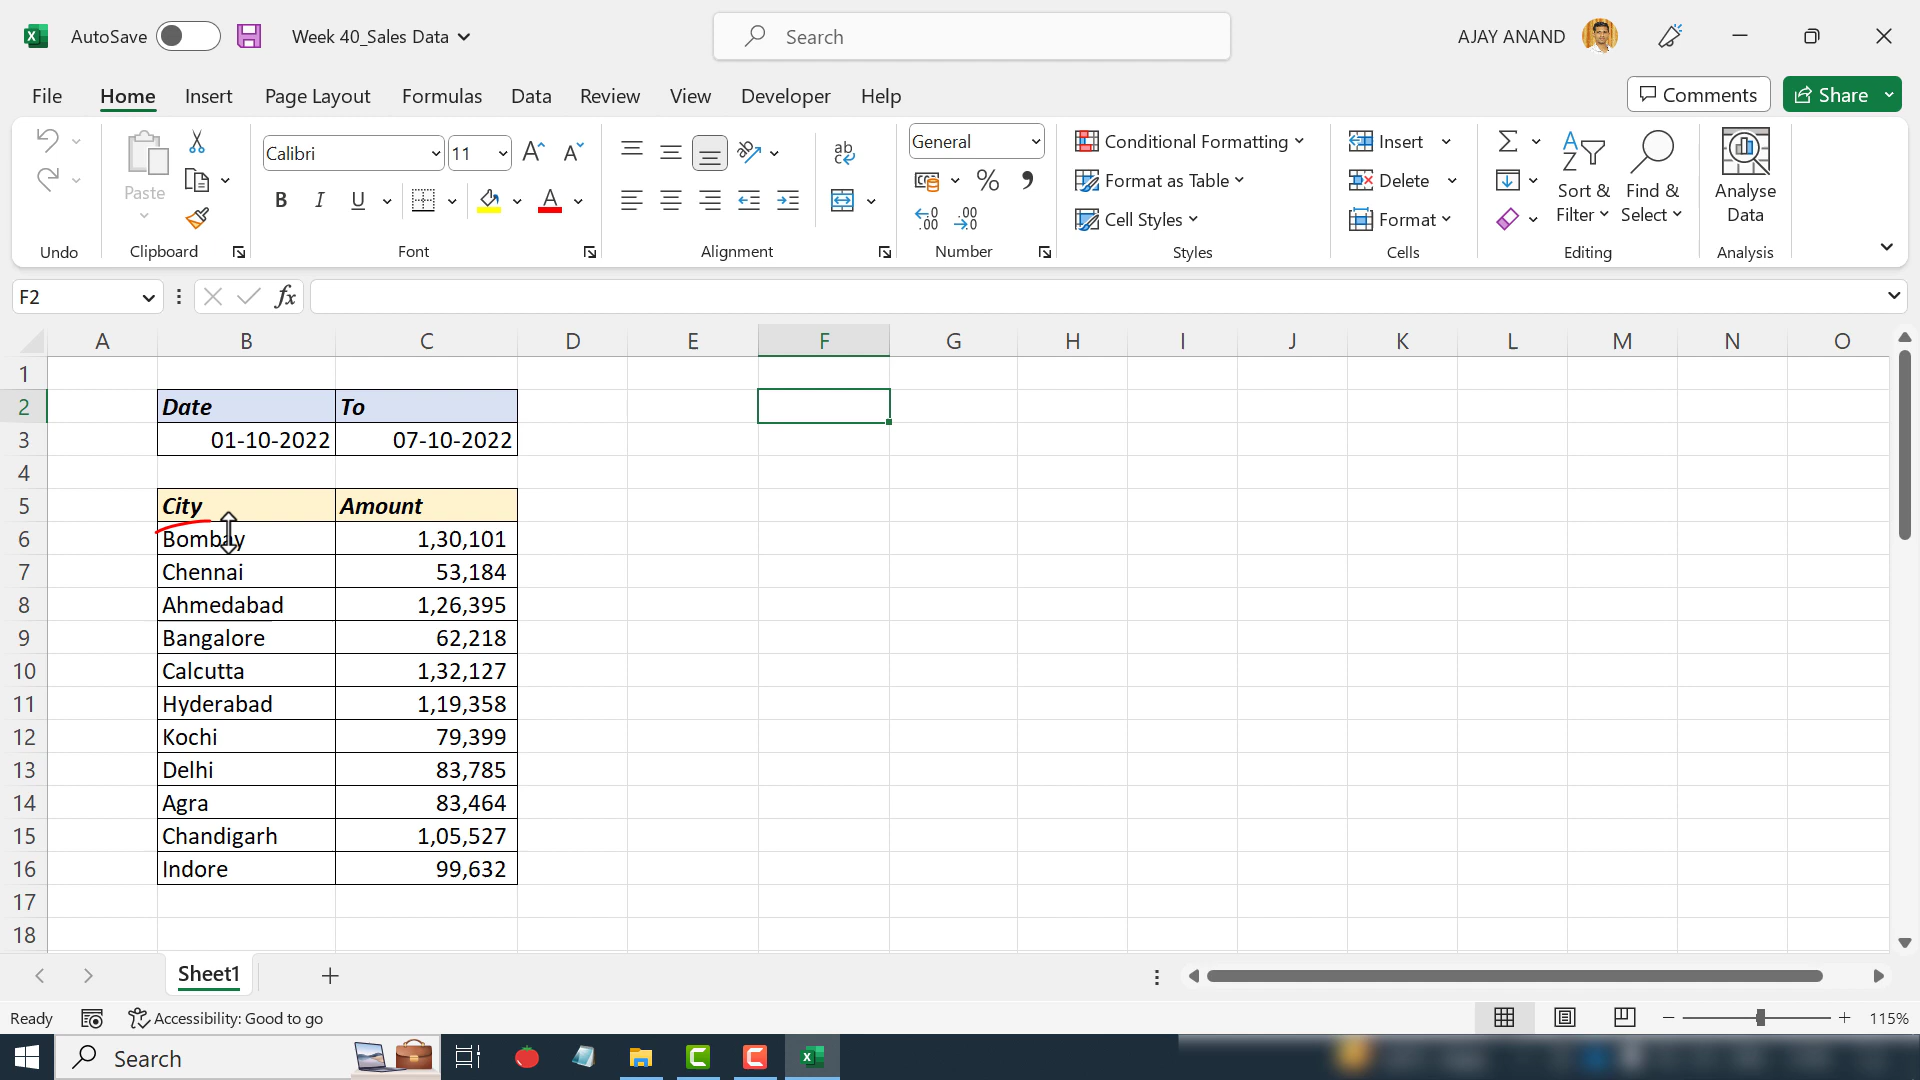 AutoSave Week 40_Sales Data Search AJAY ANAND
File Home Insert Page Layout Formulas Data Review View Developer Help Comments Share
Paste Calibri 11 General Conditional Formatting Insert Sort & Filter Find & Select Analyse Data
B I U ab % Format as Table Delete
.00 .00 Cell Styles Format
Undo Clipboard Font Alignment Number Styles Cells Editing Analysis
F2 fx
A B C D E F G H I J K L M N O
1
2 Date To
3 01-10-2022 07-10-2022
4
5 City Amount
6 Bombay 1,30,101
7 Chennai 53,184
8 Ahmedabad 1,26,395
9 Bangalore 62,218
10 Calcutta 1,32,127
11 Hyderabad 1,19,358
12 Kochi 79,399
13 Delhi 83,785
14 Agra 83,464
15 Chandigarh 1,05,527
16 Indore 99,632
17
18
Sheet1
Ready Accessibility: Good to go 115%
Search